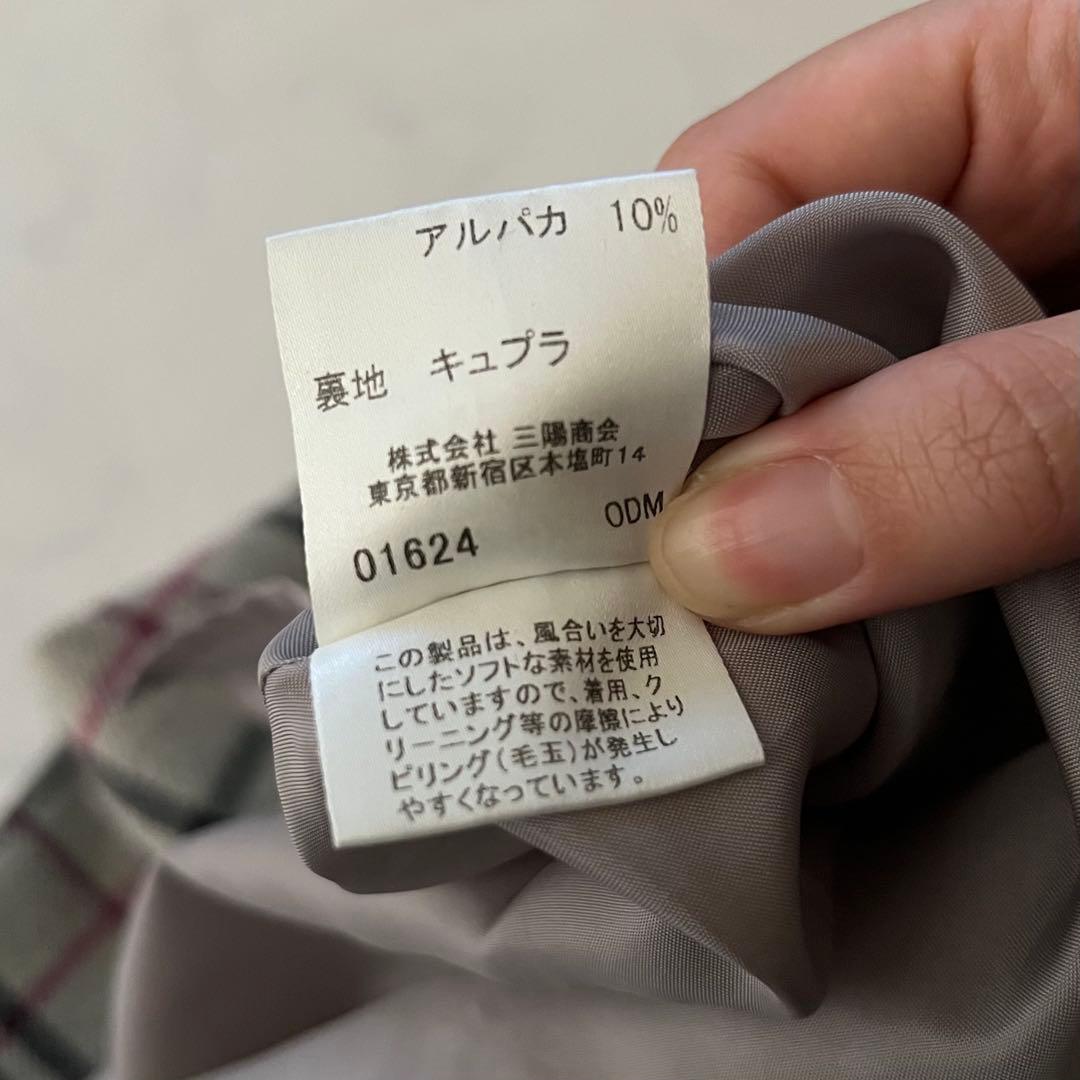 アルパカ 10%
裏地 キュプラ
株式会社 三陽商会
東京都新宿区本塩町14
ODM
01624
この製品は、風合いを大切
にしたソフトな素材を使用
していますので、着用、ク
リーニング等の摩擦により
ピリング(毛玉)が発生し
やすくなっています。